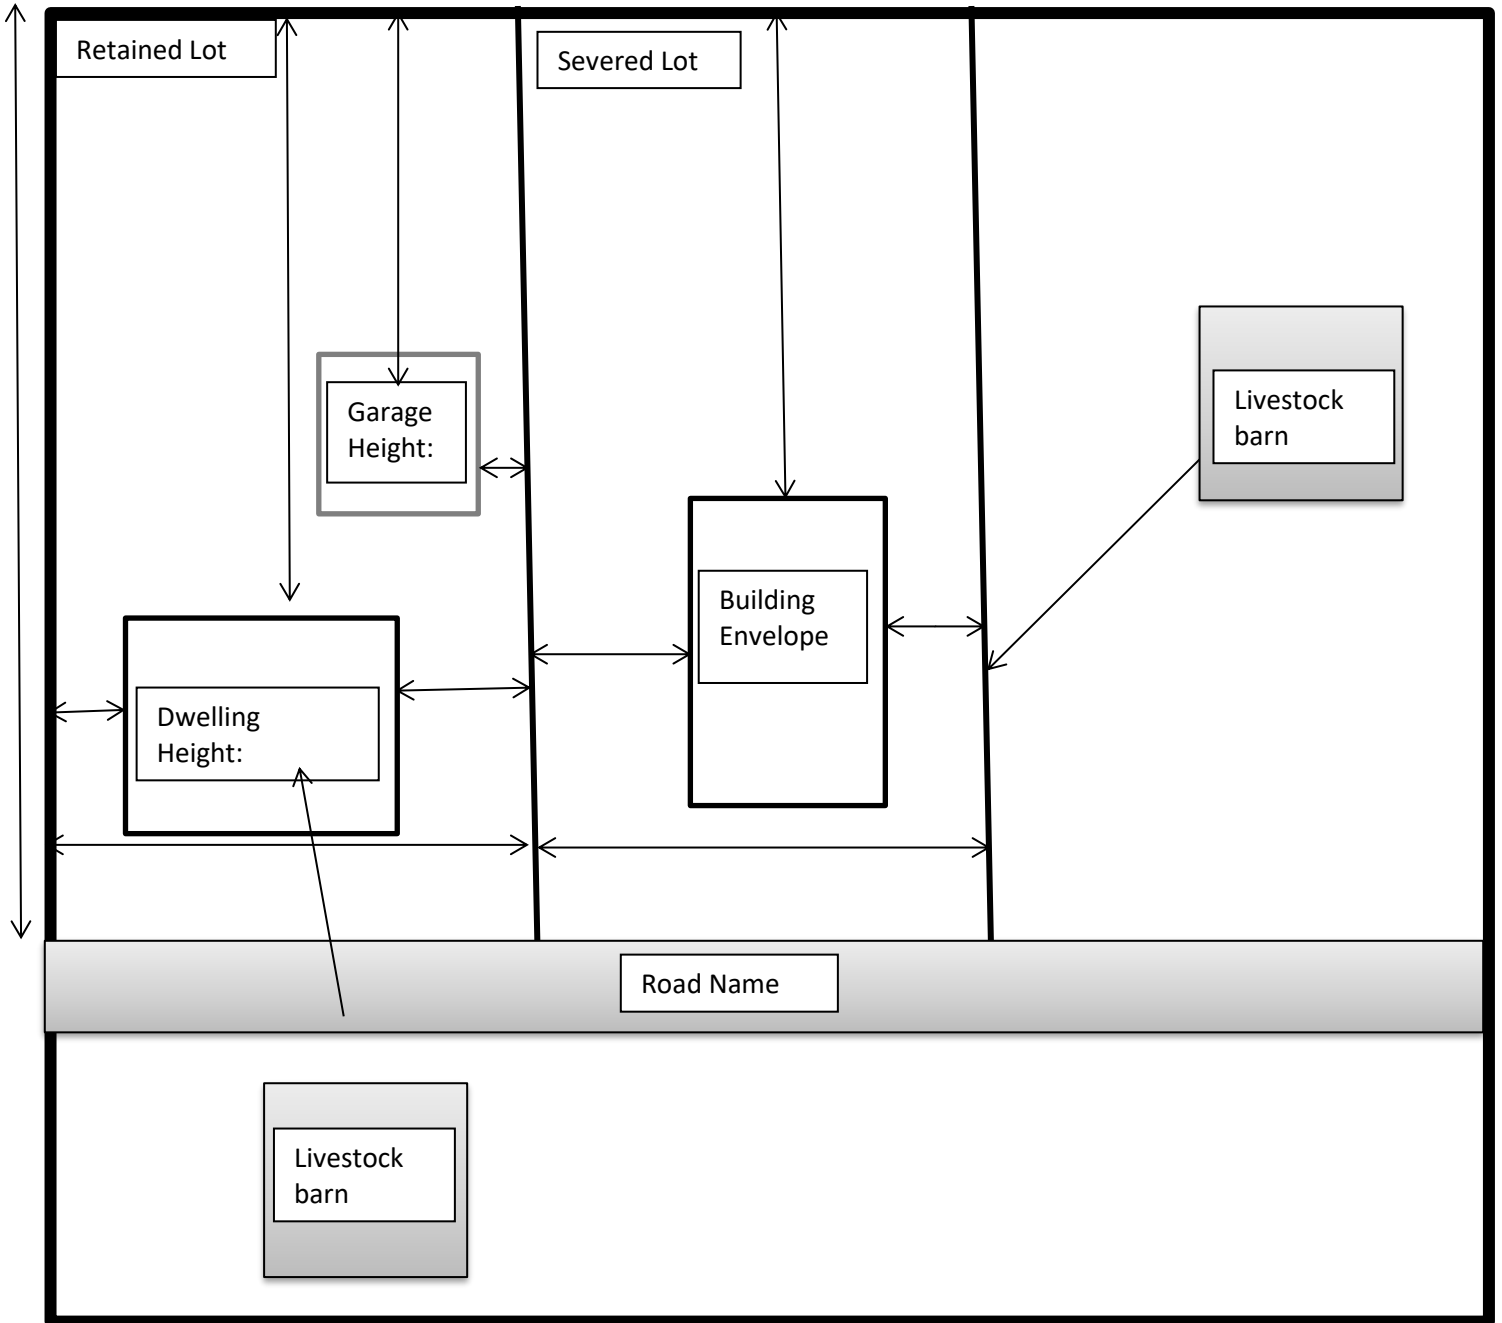 Retained Lot
Severed Lot
Garage
Height:
Livestock
barn
Building
Envelope
Dwelling
Height:
Road Name
Livestock
barn